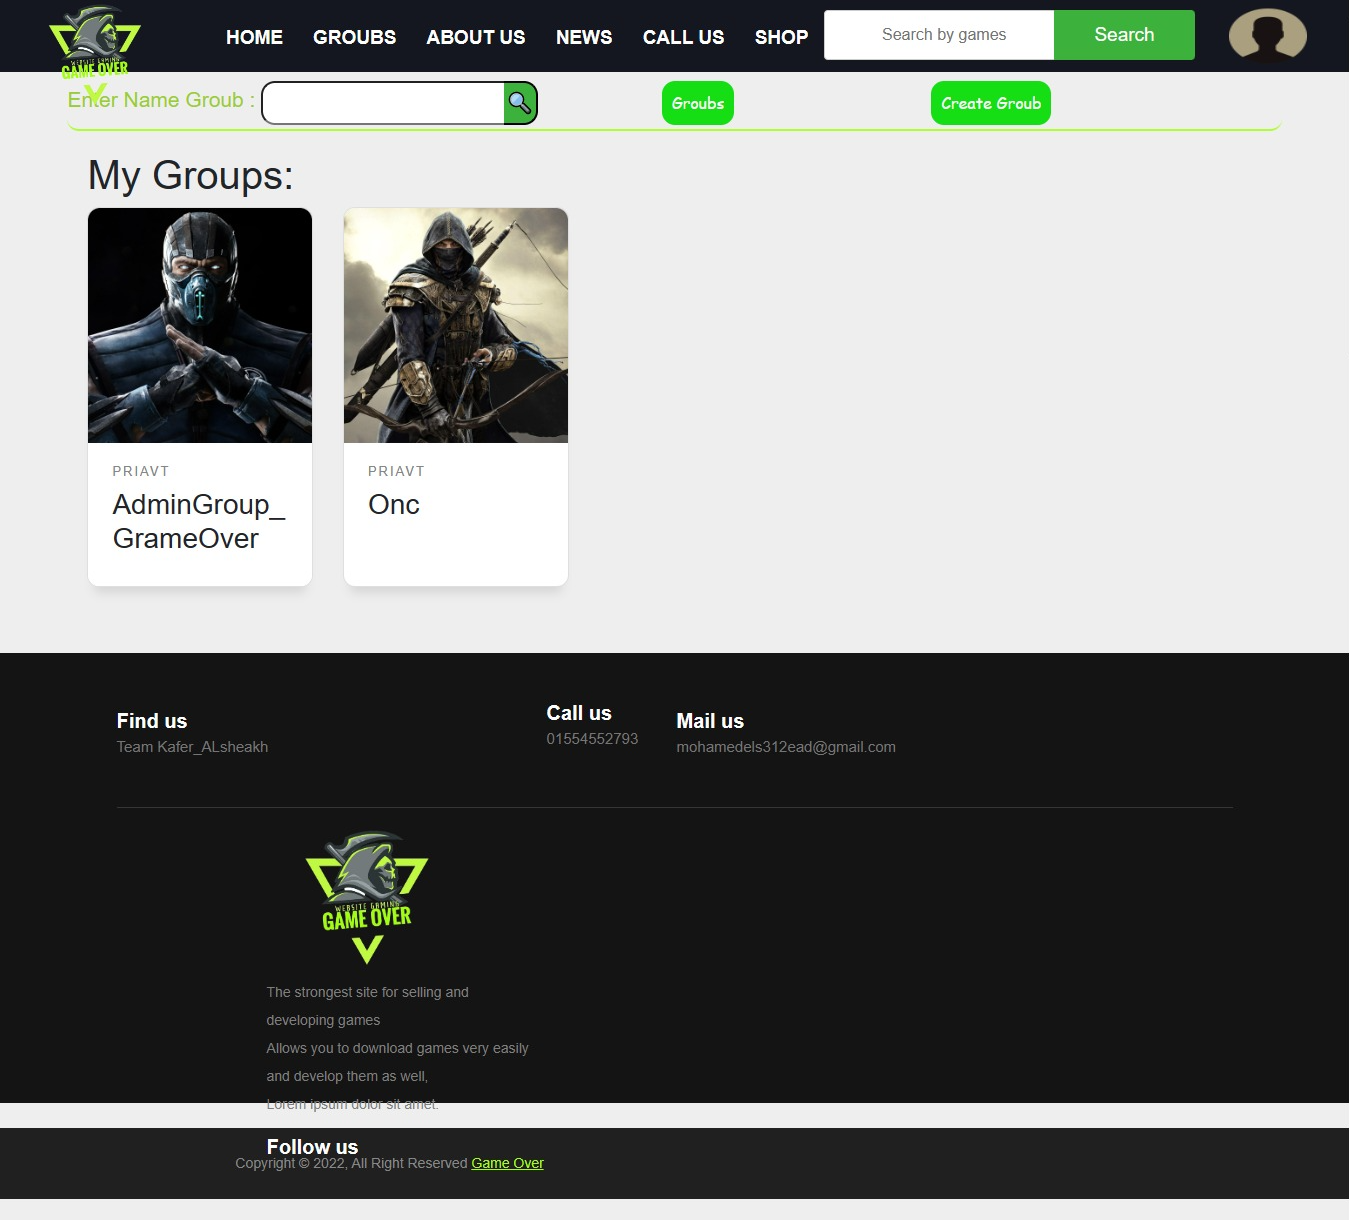 WEBSITE GAMING
GAME OVER
HOME
GROUBS
ABOUT US
NEWS
CALL US
SHOP
Search by games
Search
Enter Name Groub :
Groubs
Create Groub
My Groups:
PRIAVT
AdminGroup_
GrameOver
PRIAVT
Onc
Find us
Team Kafer_ALsheakh
Call us
01554552793
Mail us
mohamedels312ead@gmail.com
WEBSITE GAMING
GAME OVER
The strongest site for selling and
developing games
Allows you to download games very easily
and develop them as well,
Lorem ipsum dolor sit amet.
Follow us
Copyright © 2022, All Right Reserved Game Over